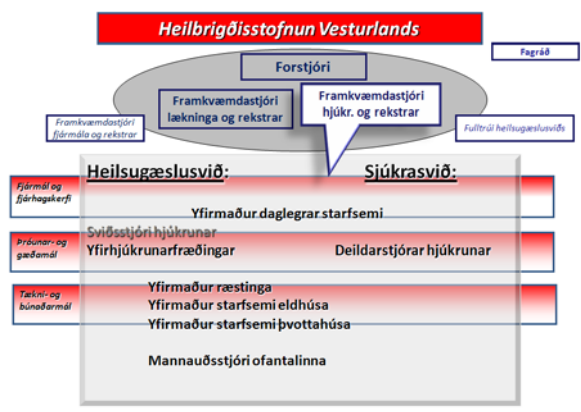 Heilbrigðisstofnun Vesturlands
Fagráð
Forstjóri
Framkvæmdastjóri
lækninga og rekstrar
Framkvæmdastjóri
hjúkr. og rekstrar
Framkvæmdastjóri
fjármála og rekstrar
Fulltrúi heilsugæslusviðs
Heilsugæslusvið:
Sjúkrasvið:
Fjármál og
fjárhagskerfi
Yfirmaður daglegrar starfsemi
Sviðsstjóri hjúkrunar
Þróunar- og
gæðamál
Yfirhjúkrunarfræðingar
Deildarstjórar hjúkrunar
Tækni- og
búnaðarmál
Yfirmaður ræstinga
Yfirmaður starfsemi eldhúsa
Yfirmaður starfsemi þvottahúsa
Mannauðsstjóri ofantalinna